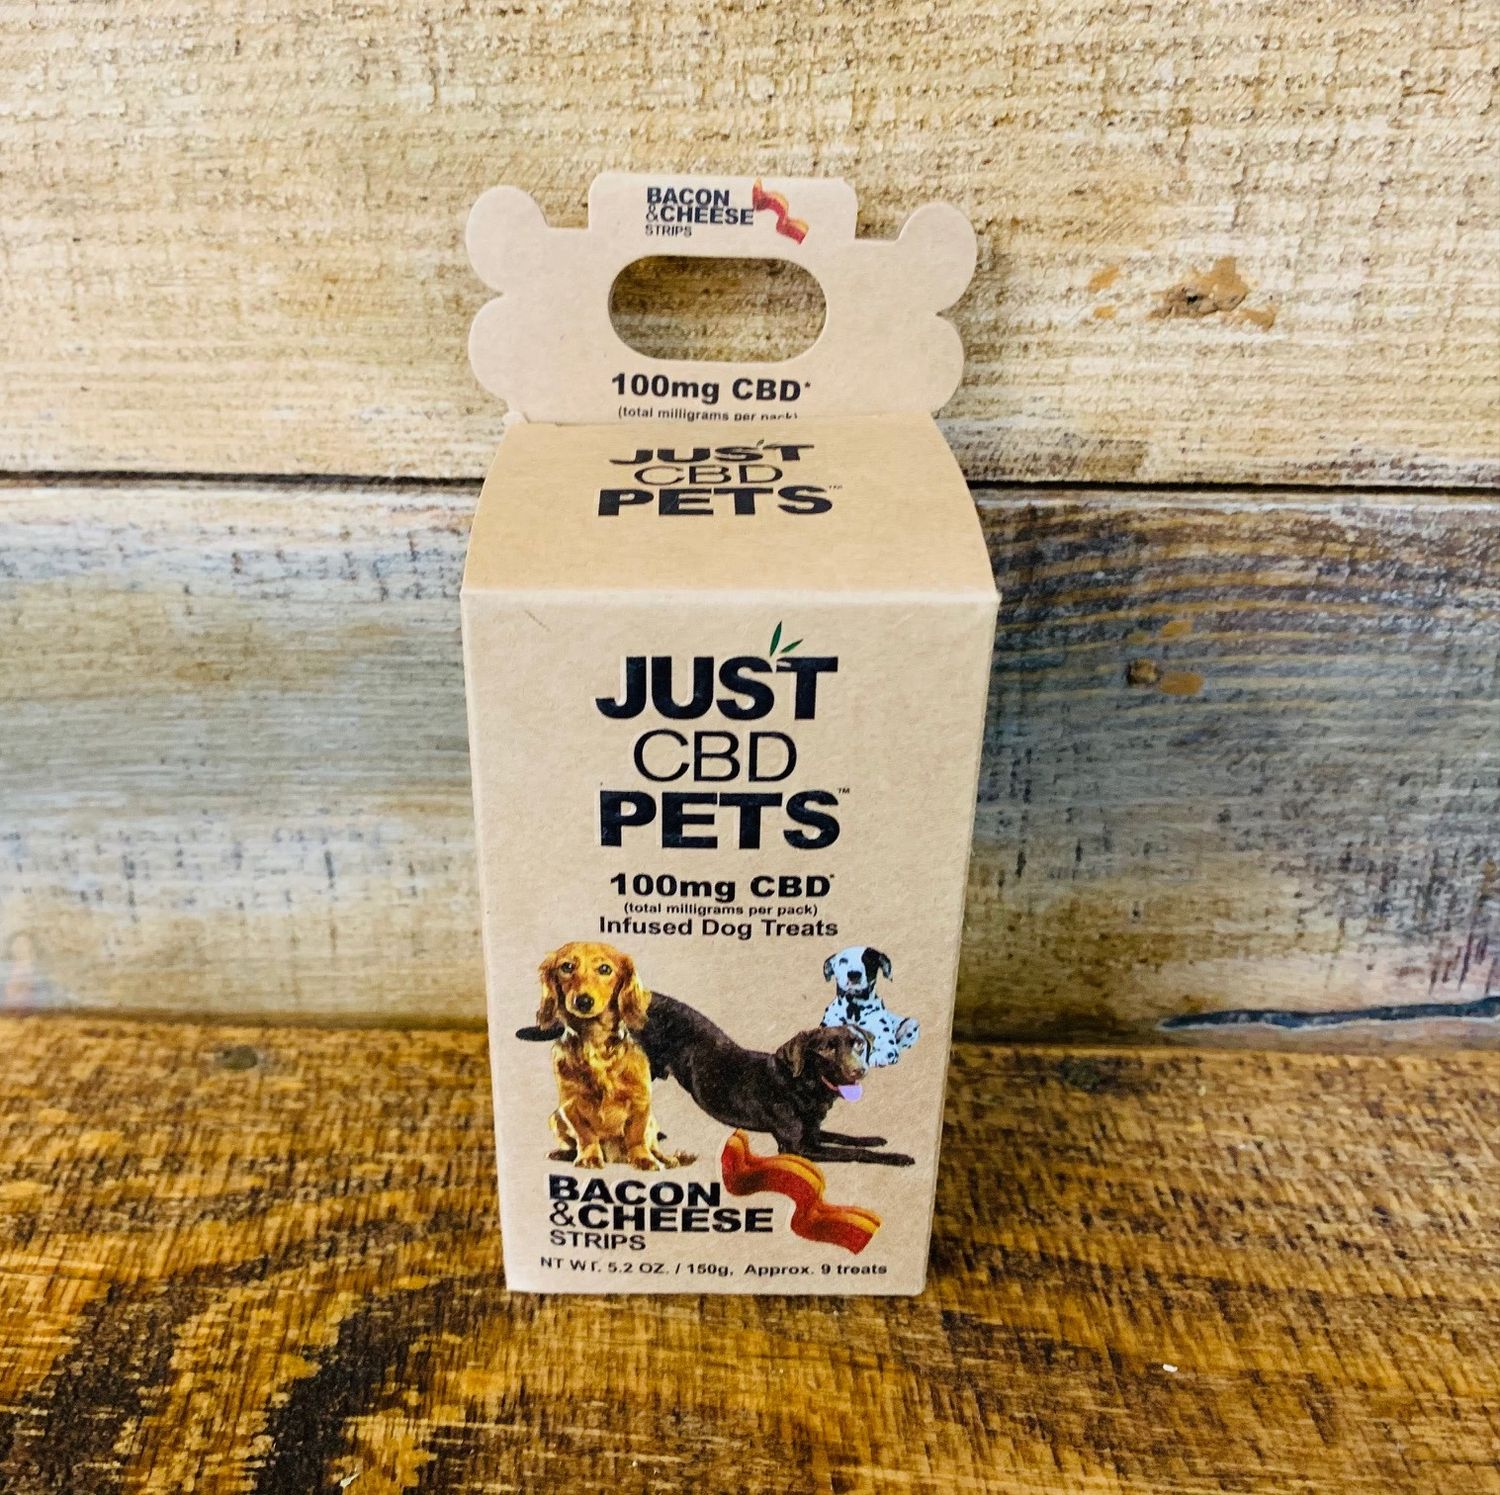 BACON
&CHEESE
STRIPS
100mg CBD*
(total milligrams per pack)
JUST
CBD
PETS™
JUST
CBD
PETS™
100mg CBD*
(total milligrams per pack)
Infused Dog Treats
BACON
&CHEESE
STRIPS
NT WT. 5.2 OZ. / 150g, Approx. 9 treats